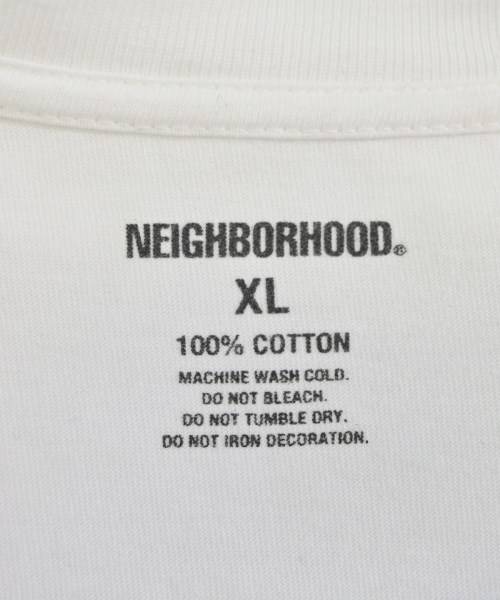 NEIGHBORHOOD®
XL
100% COTTON
MACHINE WASH COLD.
DO NOT BLEACH.
DO NOT TUMBLE DRY.
DO NOT IRON DECORATION.